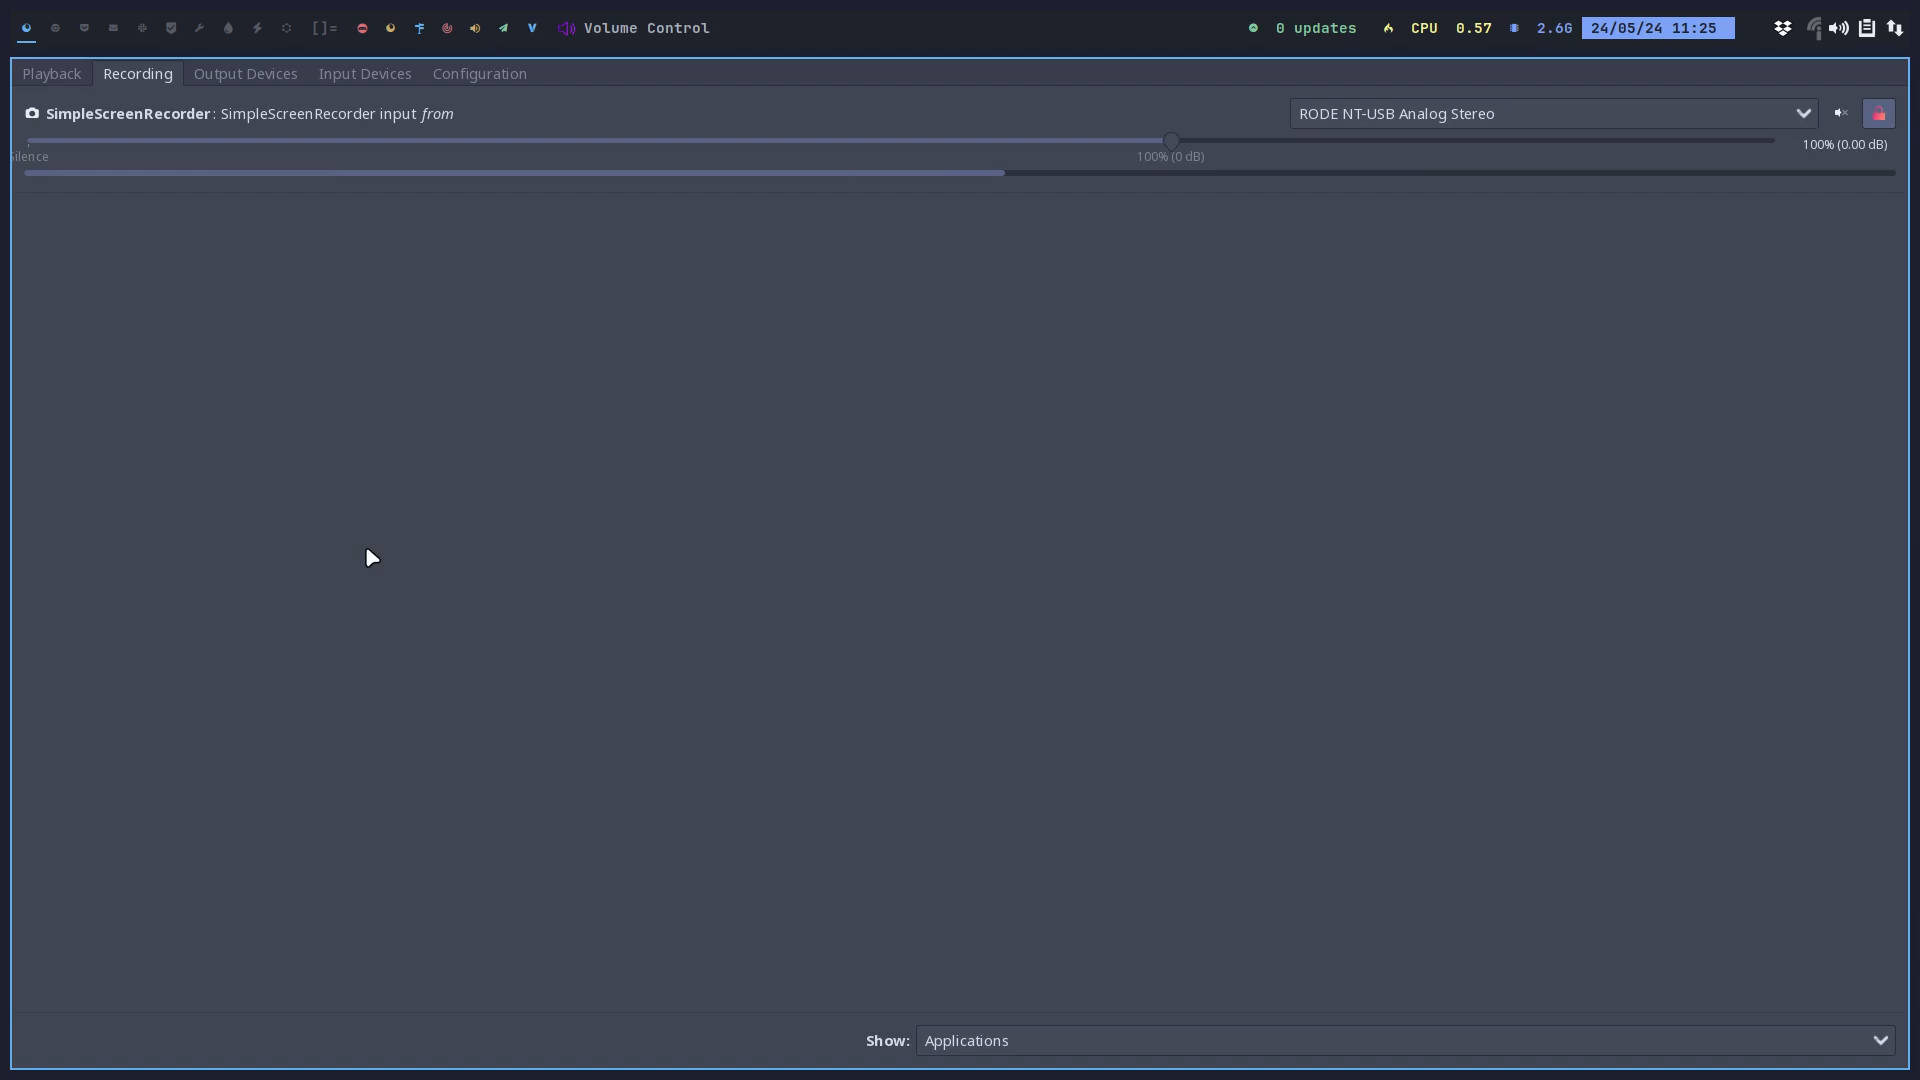 []= V Volume Control 0 updates CPU 0.57 2.6G 24/05/24 11:25
Playback Recording Output Devices Input Devices Configuration
SimpleScreenRecorder : SimpleScreenRecorder input from RODE NT-USB Analog Stereo
100% (0.00 dB)
Silence 100% (0 dB)
Show: Applications